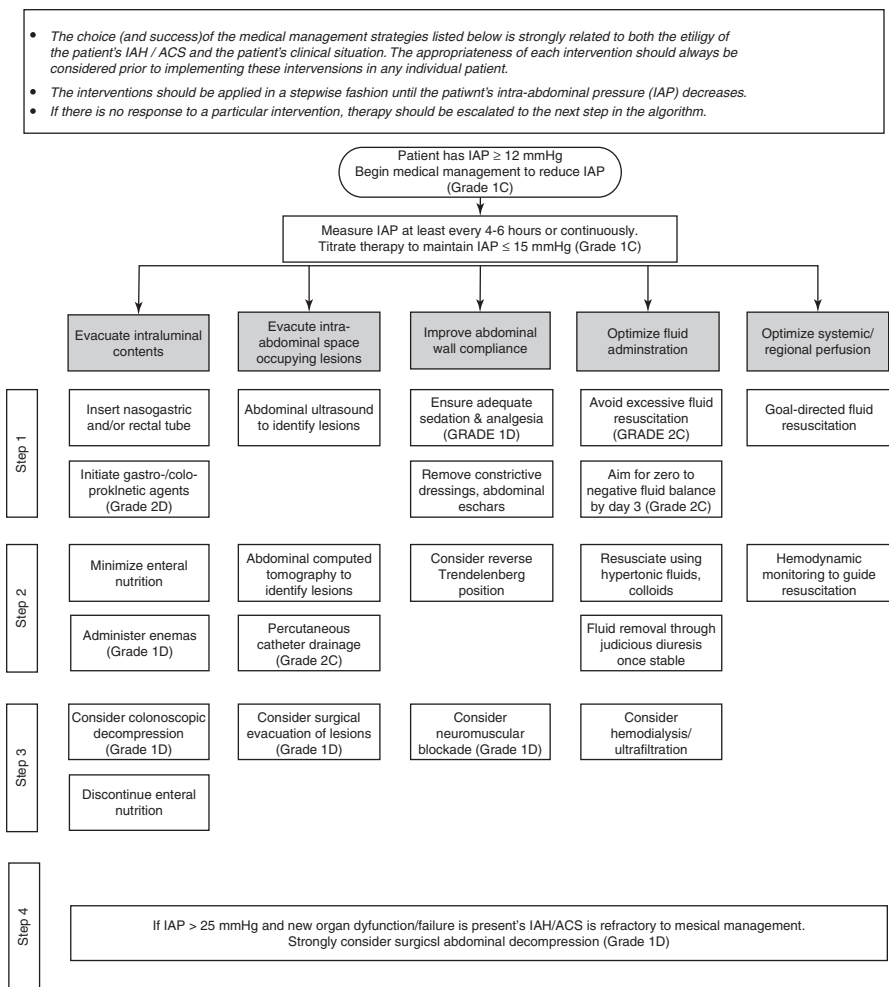 • The choice (and success)of the medical management strategies listed below is strongly related to both the etiligy of
the patient's IAH / ACS and the patient's clinical situation. The appropriateness of each intervention should always be
considered prior to implementing these intervensions in any individual patient.
• The interventions should be applied in a stepwise fashion until the patiwnt's intra-abdominal pressure (IAP) decreases.
• If there is no response to a particular intervention, therapy should be escalated to the next step in the algorithm.
Patient has IAP ≥ 12 mmHg
Begin medical management to reduce IAP
(Grade 1C)
Measure IAP at least every 4-6 hours or continuously.
Titrate therapy to maintain IAP ≤ 15 mmHg (Grade 1C)
Evacuate intraluminal
contents
Evacute intra-
abdominal space
occupying lesions
Improve abdominal
wall compliance
Optimize fluid
adminstration
Optimize systemic/
regional perfusion
Step 1
Insert nasogastric
and/or rectal tube
Abdominal ultrasound
to identify lesions
Ensure adequate
sedation & analgesia
(GRADE 1D)
Avoid excessive fluid
resuscitation
(GRADE 2C)
Goal-directed fluid
resuscitation
Initiate gastro-/colo-
proklnetic agents
(Grade 2D)
Remove constrictive
dressings, abdominal
eschars
Aim for zero to
negative fluid balance
by day 3 (Grade 2C)
Step 2
Minimize enteral
nutrition
Abdominal computed
tomography to
identify lesions
Consider reverse
Trendelenberg
position
Resusciate using
hypertonic fluids,
colloids
Hemodynamic
monitoring to guide
resuscitation
Administer enemas
(Grade 1D)
Percutaneous
catheter drainage
(Grade 2C)
Fluid removal through
judicious diuresis
once stable
Step 3
Consider colonoscopic
decompression
(Grade 1D)
Consider surgical
evacuation of lesions
(Grade 1D)
Consider
neuromuscular
blockade (Grade 1D)
Consider
hemodialysis/
ultrafiltration
Discontinue enteral
nutrition
Step 4
If IAP > 25 mmHg and new organ dyfunction/failure is present's IAH/ACS is refractory to mesical management.
Strongly consider surgicsl abdominal decompression (Grade 1D)